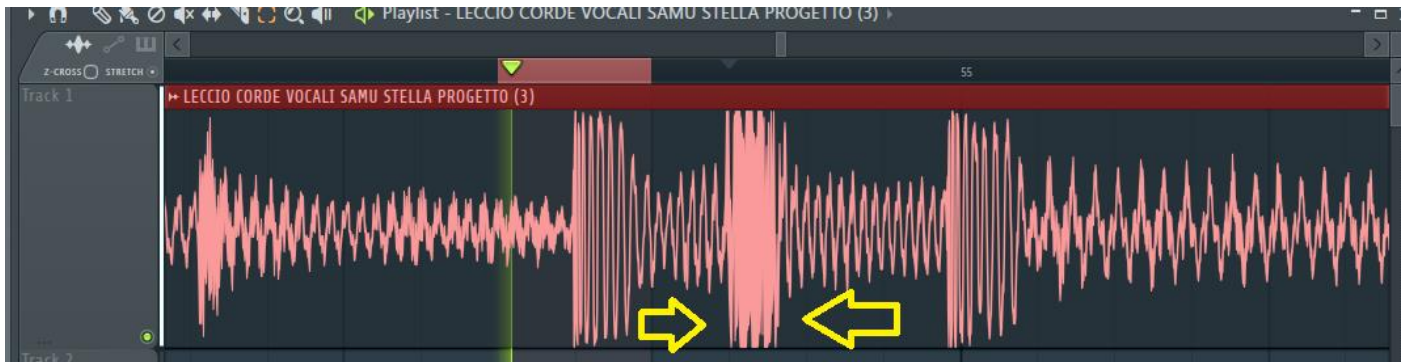 Playlist - LECCIO CORDE VOCALI SAMU STELLA PROGETTO (3)
Z-CROSS STRETCH
55
Track 1
LECCIO CORDE VOCALI SAMU STELLA PROGETTO (3)
Track 2